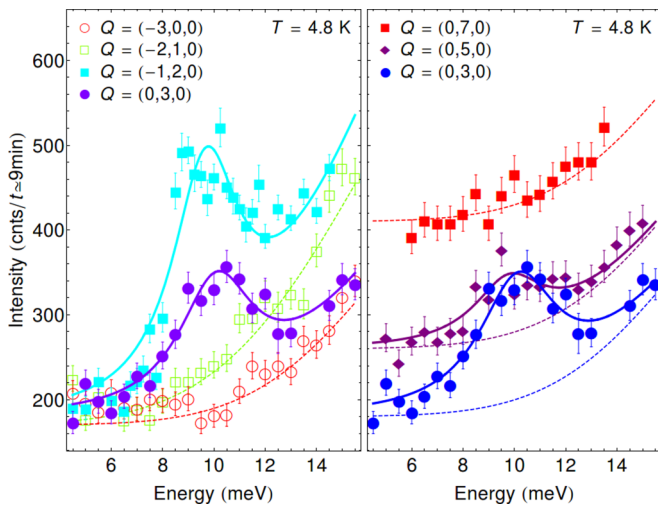 Q = (-3,0,0) T = 4.8 K
Q = (-2,1,0)
Q = (-1,2,0)
Q = (0,3,0)
Q = (0,7,0) T = 4.8 K
Q = (0,5,0)
Q = (0,3,0)
600
500
400
300
200
Intensity (cnts/t≃9min)
6 8 10 12 14
6 8 10 12 14
Energy (meV)
Energy (meV)